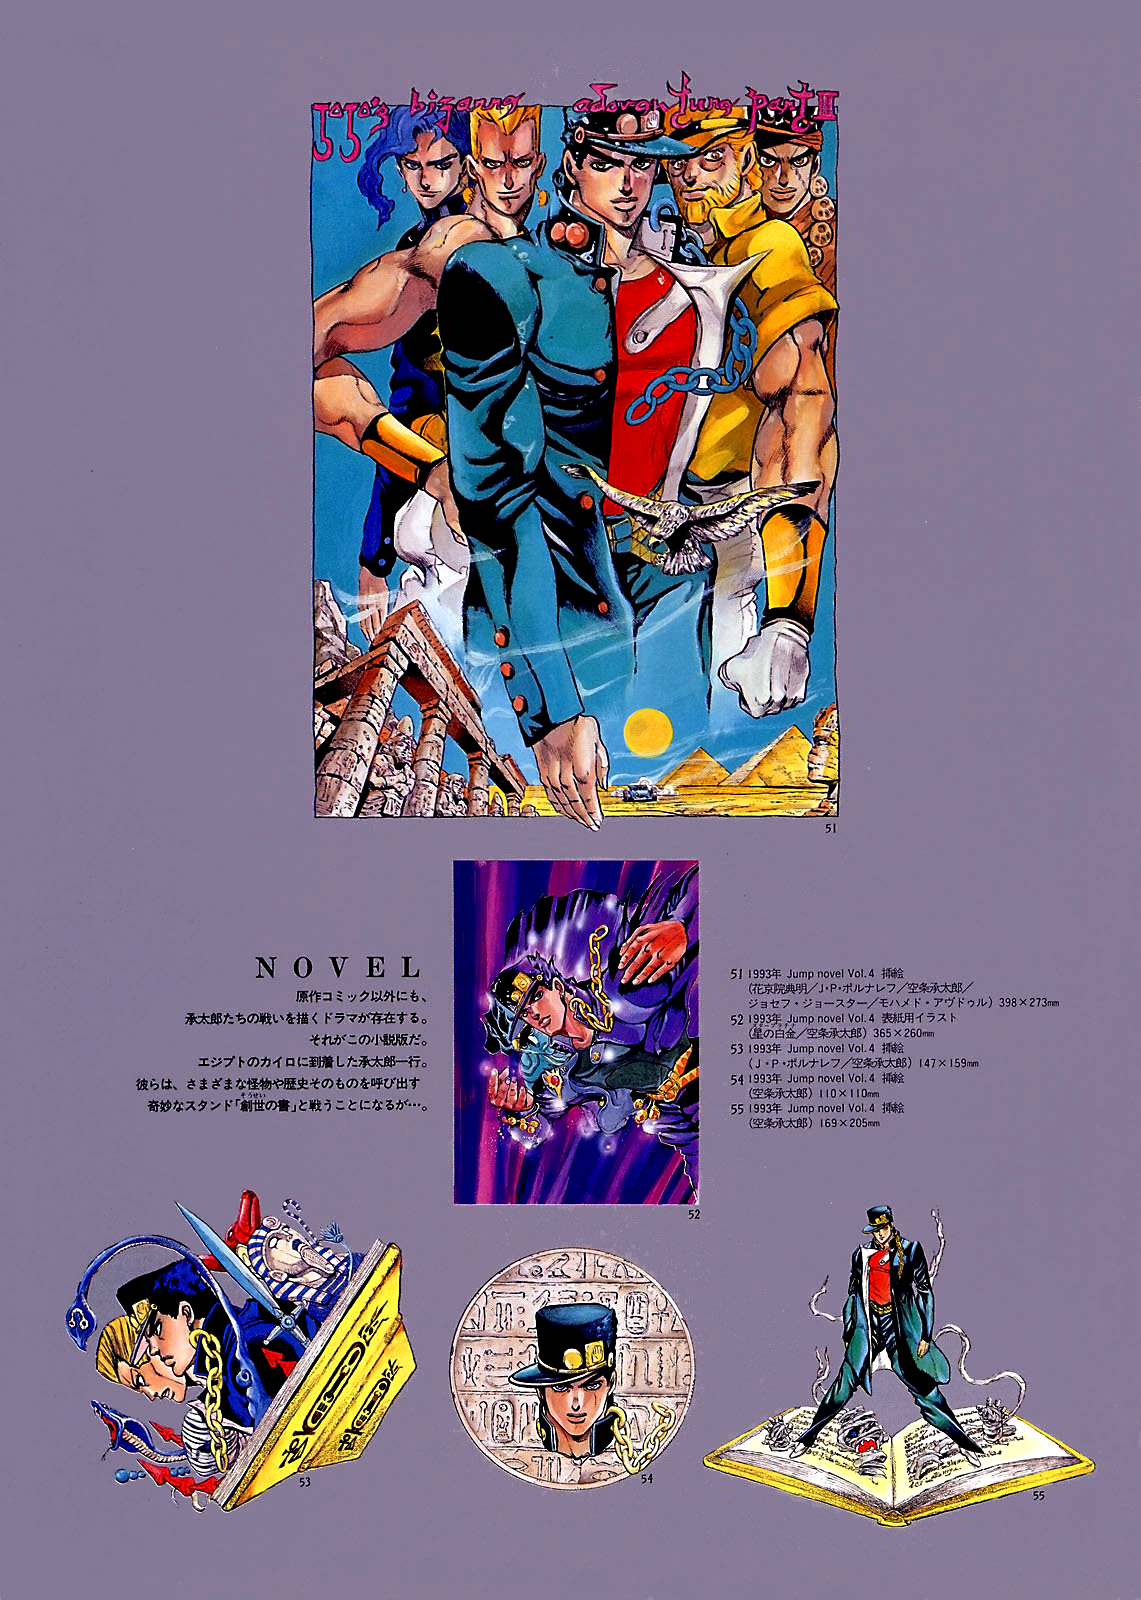 JoJo's bizarre adventure part III
51
52
NOVEL
原作コミック以外にも、
承太郎たちの戦いを描くドラマが存在する。
それがこの小説版だ。
エジプトのカイロに到着した承太郎一行。
彼らは、さまざまな怪物や歴史そのものを呼び出す
奇妙なスタンド「創世の書」と戦うことになるが…。
そうせい
51 1993年 Jump novel Vol.4 挿絵
(花京院典明／J・P・ポルナレフ／空条承太郎／
ジョセフ・ジョースター／モハメド・アヴドゥル) 398×273mm
52 1993年 Jump novel Vol.4 表紙用イラスト
スタープラチナ
(星の白金／空条承太郎) 365×260mm
53 1993年 Jump novel Vol.4 挿絵
(J・P・ポルナレフ／空条承太郎) 147×159mm
54 1993年 Jump novel Vol.4 挿絵
(空条承太郎) 110×110mm
55 1993年 Jump novel Vol.4 挿絵
(空条承太郎) 169×205mm
53
54
55